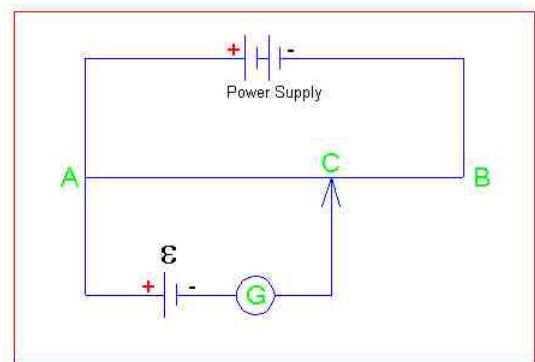 + -
Power Supply
C
A B
ε
+ - G